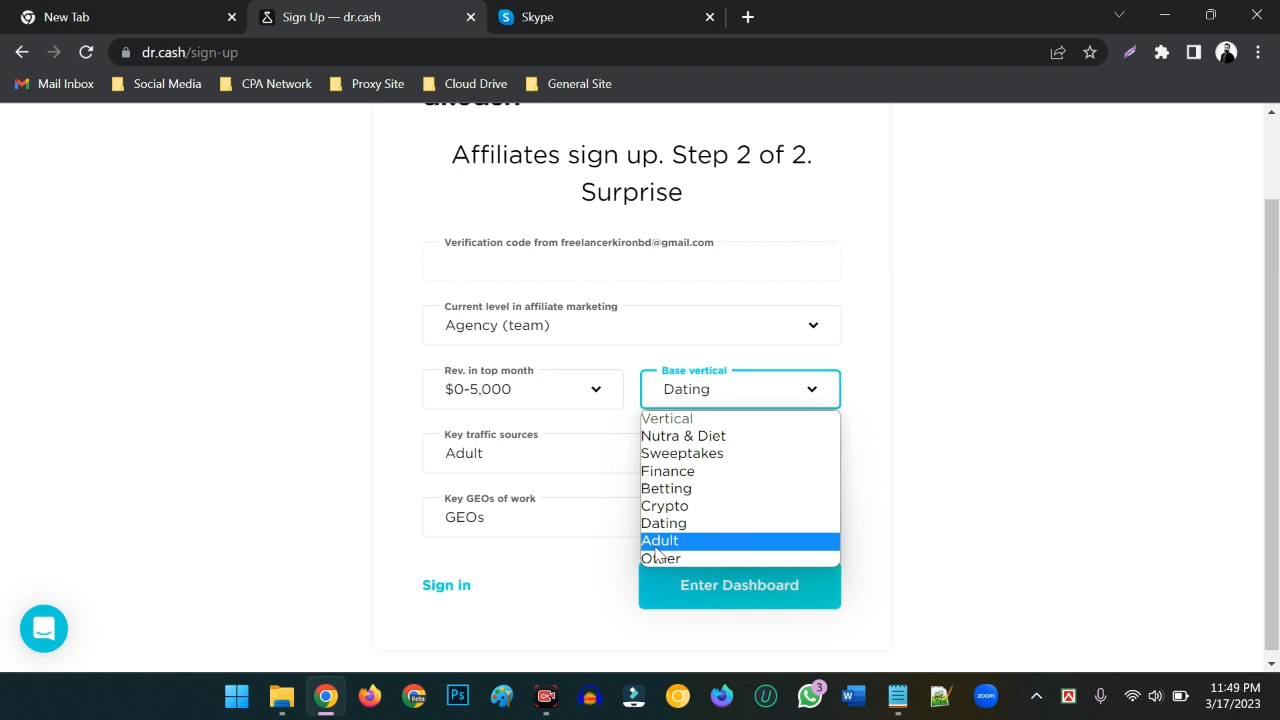 New Tab
Sign Up — dr.cash
Skype
dr.cash/sign-up
Mail Inbox
Social Media
CPA Network
Proxy Site
Cloud Drive
General Site
Affiliates sign up. Step 2 of 2.
Surprise
Verification code from freelancerkironbd@gmail.com
Current level in affiliate marketing
Agency (team)
Rev. in top month
$0-5,000
Base vertical
Dating
Vertical
Nutra & Diet
Sweeptakes
Finance
Betting
Crypto
Dating
Adult
Other
Key traffic sources
Adult
Key GEOs of work
GEOs
Sign in
Enter Dashboard
Ps
Beta
3
W
zoom
11:49 PM
3/17/2023